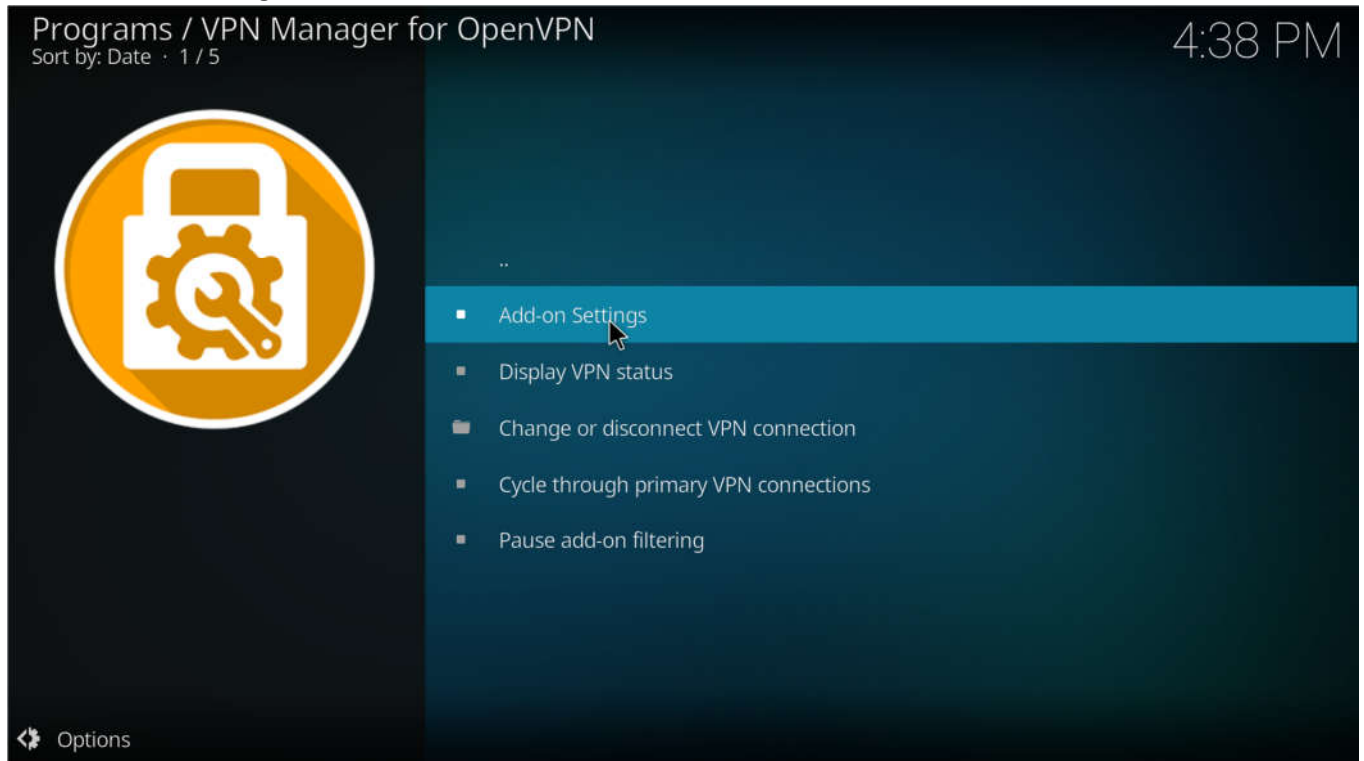 Programs / VPN Manager for OpenVPN
Sort by: Date · 1 / 5
4:38 PM
..
Add-on Settings
Display VPN status
Change or disconnect VPN connection
Cycle through primary VPN connections
Pause add-on filtering
Options